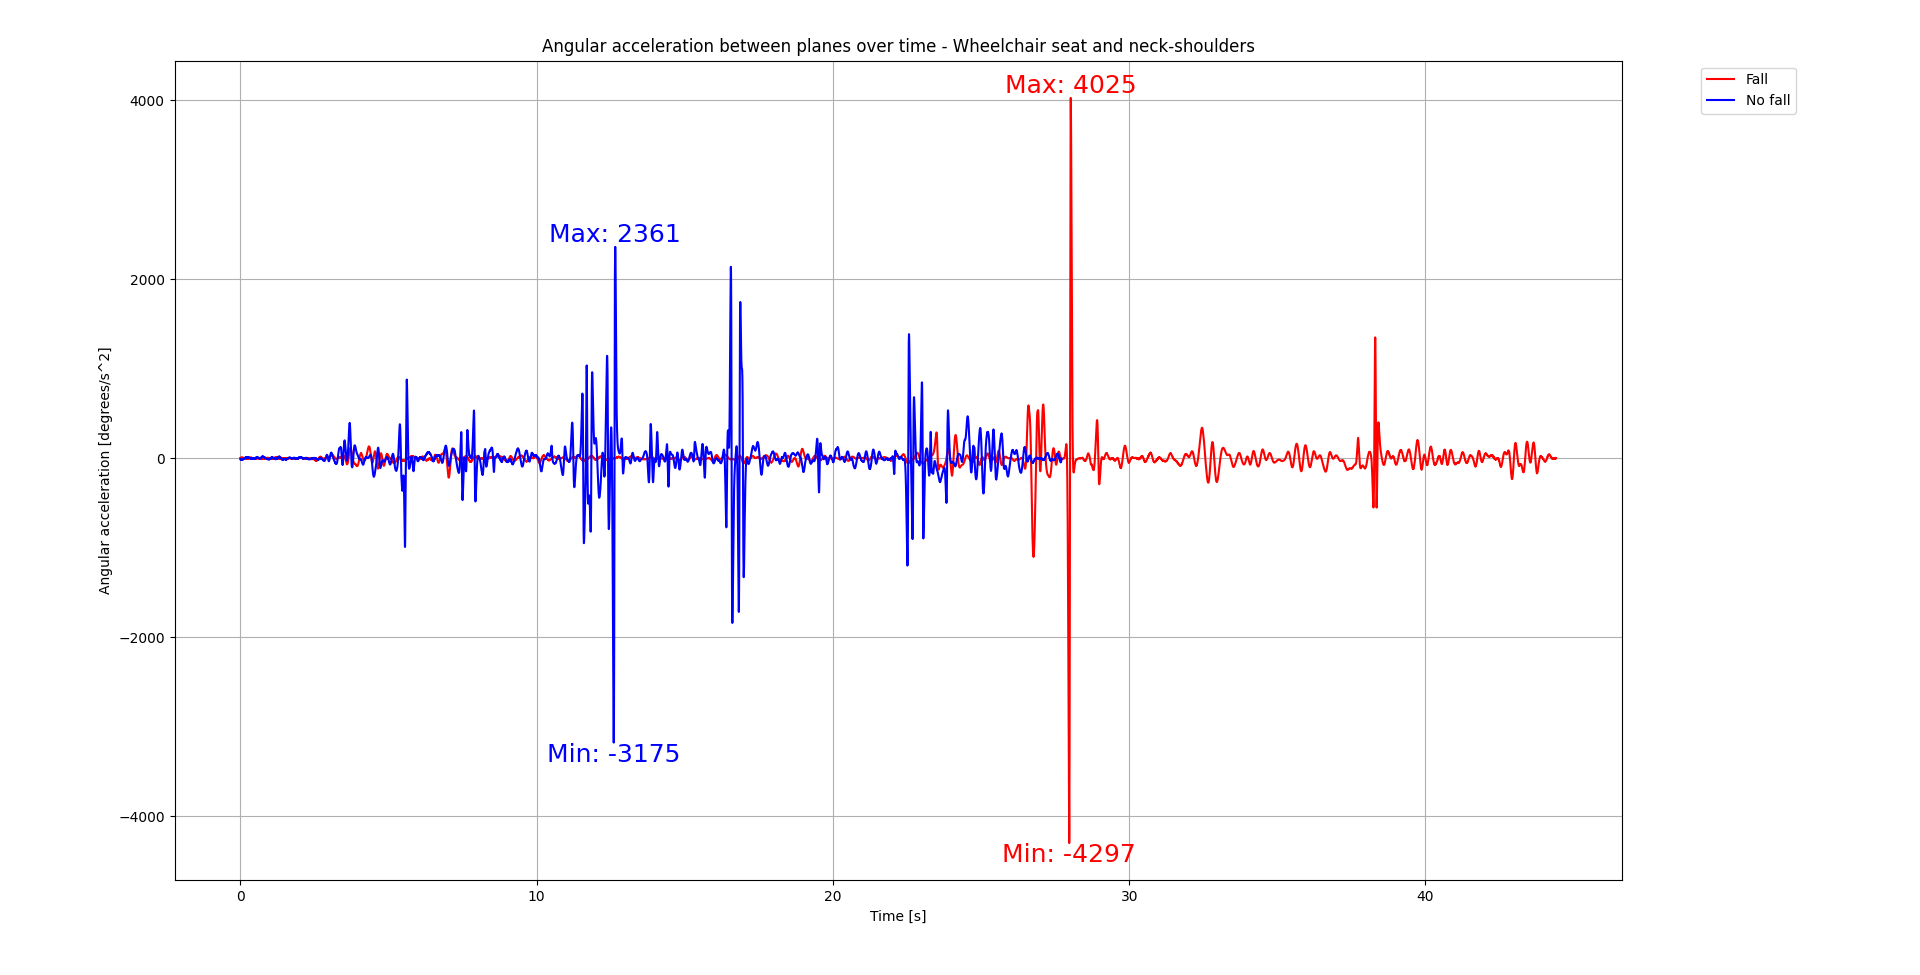 Angular acceleration between planes over time - Wheelchair seat and neck-shoulders
Max: 4025
Fall
No fall
4000
Max: 2361
2000
0
−2000
Min: -3175
−4000
Min: -4297
Angular acceleration [degrees/s^2]
0 10 20 30 40
Time [s]